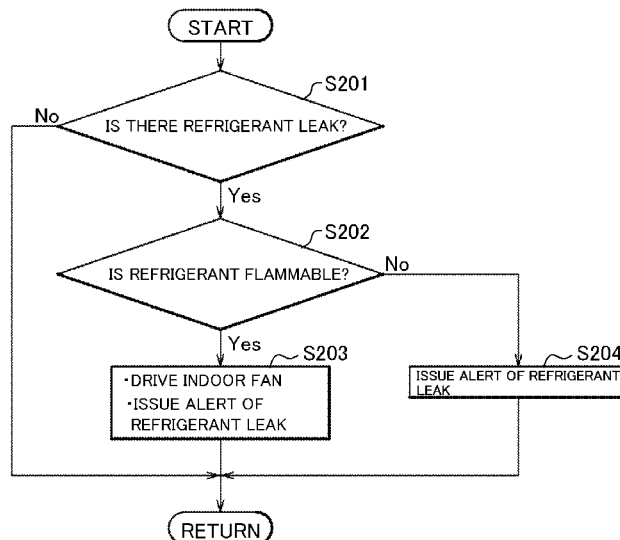 START
S201
No
IS THERE REFRIGERANT LEAK?
Yes
S202
IS REFRIGERANT FLAMMABLE?
No
Yes
S203
・DRIVE INDOOR FAN
・ISSUE ALERT OF
REFRIGERANT LEAK
S204
ISSUE ALERT OF REFRIGERANT
LEAK
RETURN